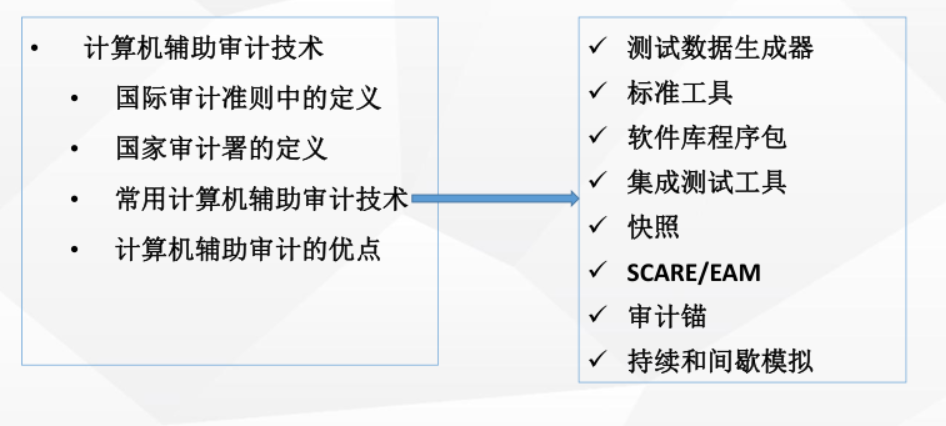 • 计算机辅助审计技术
• 国际审计准则中的定义
• 国家审计署的定义
• 常用计算机辅助审计技术
• 计算机辅助审计的优点
✓ 测试数据生成器
✓ 标准工具
✓ 软件库程序包
✓ 集成测试工具
✓ 快照
✓ SCARE/EAM
✓ 审计锚
✓ 持续和间歇模拟